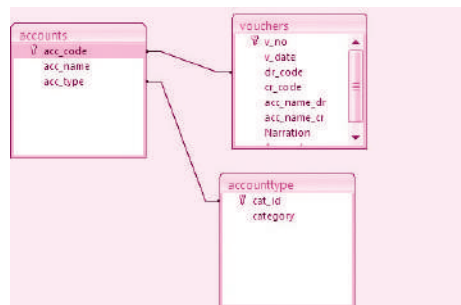 accounts
acc_code
acc_name
acc_type
vouchers
v_no
v_date
dr_code
cr_code
acc_name_dr
acc_name_cr
Narration
accounttype
cat_id
category